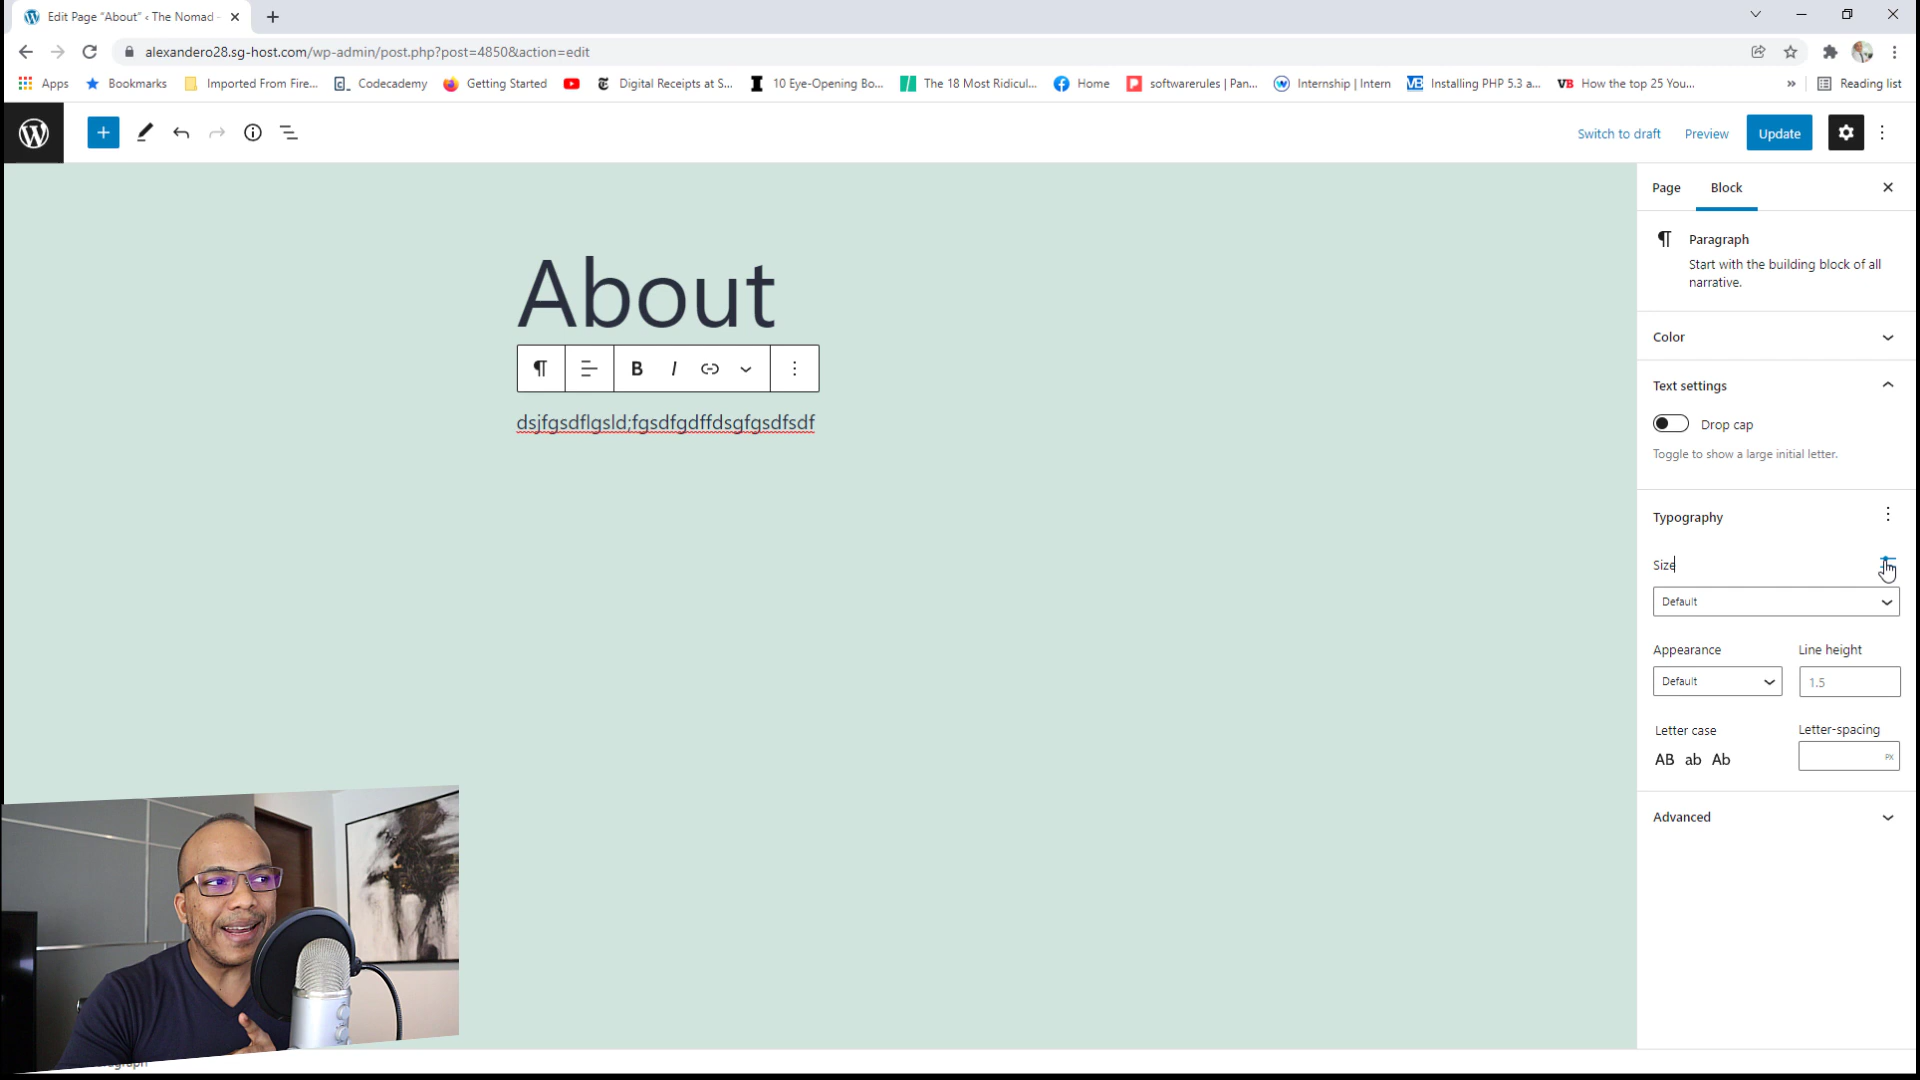 Edit Page “About” ‹ The Nomad
alexandero28.sg-host.com/wp-admin/post.php?post=4850&action=edit
Apps Bookmarks Imported From Fire... Codecademy Getting Started Digital Receipts at S... 10 Eye-Opening Bo... The 18 Most Ridicul... Home softwarerules | Pan... Internship | Intern Installing PHP 5.3 a... How the top 25 You... » Reading list
Switch to draft Preview Update
Page Block
Paragraph
Start with the building block of all
narrative.
About
Color
B I
Text settings
dsjfgsdflgsld;fgsdfgdffdsgfgsdfsdf
Drop cap
Toggle to show a large initial letter.
Typography
Size
Default
Appearance Line height
Default 1.5
Letter case Letter-spacing
AB ab Ab PX
Advanced